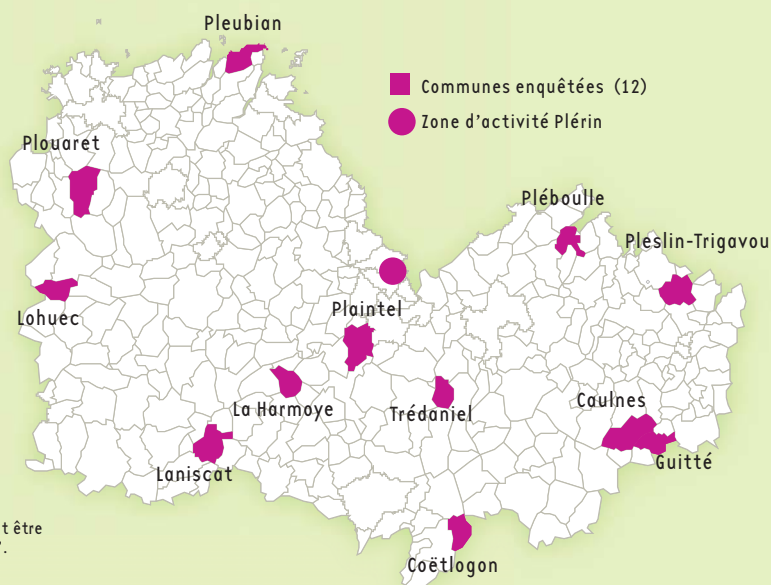 Pleubian
Communes enquêtées (12)
Zone d'activité Plérin
Plouaret
Pléboulle
Pleslin-Trigavou
Lohuec
Plaintel
La Harmoye
Trédaniel
Caulnes
Guitté
Laniscat
t être
Coëtlogon